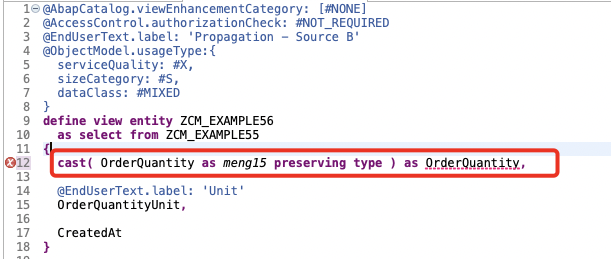 1 @AbapCatalog.viewEnhancementCategory: [#NONE]
2 @AccessControl.authorizationCheck: #NOT_REQUIRED
3 @EndUserText.label: 'Propagation - Source B'
4 @ObjectModel.usageType:{
5 serviceQuality: #X,
6 sizeCategory: #S,
7 dataClass: #MIXED
8 }
9 define view entity ZCM_EXAMPLE56
10 as select from ZCM_EXAMPLE55
11 {
12 cast( OrderQuantity as meng15 preserving type ) as OrderQuantity,
13
14 @EndUserText.label: 'Unit'
15 OrderQuantityUnit,
16
17 CreatedAt
18 }